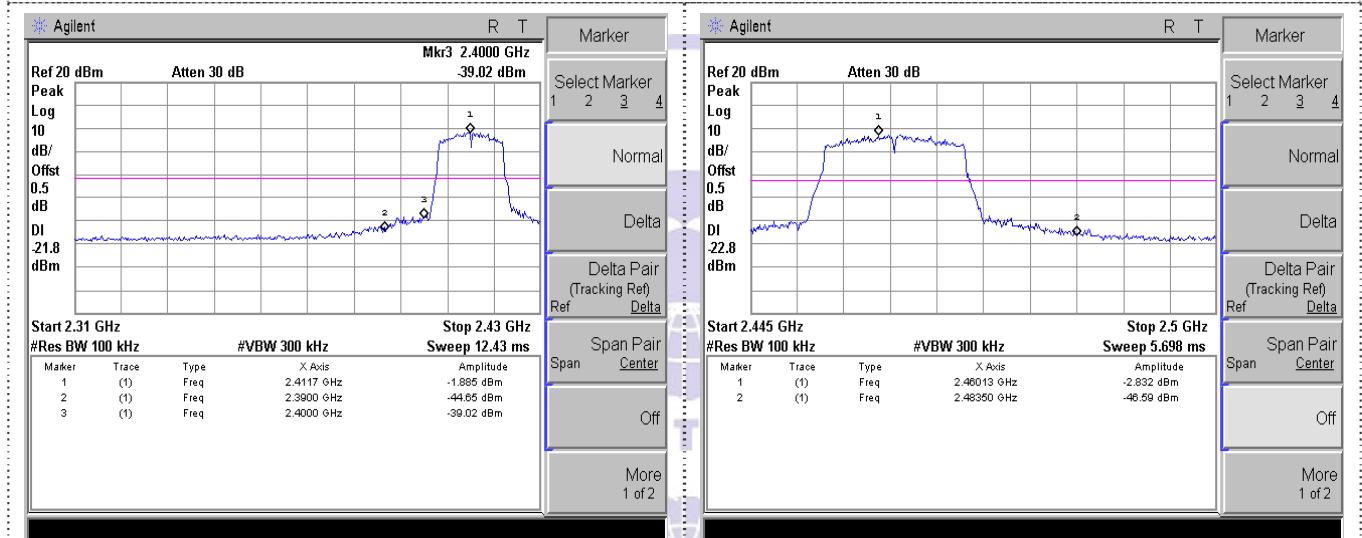 Agilent R T
Marker
Mkr3 2.4000 GHz
Ref 20 dBm Atten 30 dB -39.02 dBm
Peak
Log
10
dB/
Offst
0.5
dB
DI
-21.8
dBm
1
2
3
Start 2.31 GHz Stop 2.43 GHz
#Res BW 100 kHz #VBW 300 kHz Sweep 12.43 ms
Marker Trace Type X Axis Amplitude
1 (1) Freq 2.4117 GHz -1.885 dBm
2 (1) Freq 2.3900 GHz -44.65 dBm
3 (1) Freq 2.4000 GHz -39.02 dBm
Select Marker
1 2 3 4
Normal
Delta
Delta Pair
(Tracking Ref)
Ref Delta
Span Pair
Span Center
Off
More
1 of 2
Agilent R T
Marker
Ref 20 dBm Atten 30 dB
Peak
Log
10
dB/
Offst
0.5
dB
DI
-22.8
dBm
1
2
Start 2.445 GHz Stop 2.5 GHz
#Res BW 100 kHz #VBW 300 kHz Sweep 5.698 ms
Marker Trace Type X Axis Amplitude
1 (1) Freq 2.46013 GHz -2.832 dBm
2 (1) Freq 2.48350 GHz -46.59 dBm
Select Marker
1 2 3 4
Normal
Delta
Delta Pair
(Tracking Ref)
Ref Delta
Span Pair
Span Center
Off
More
1 of 2